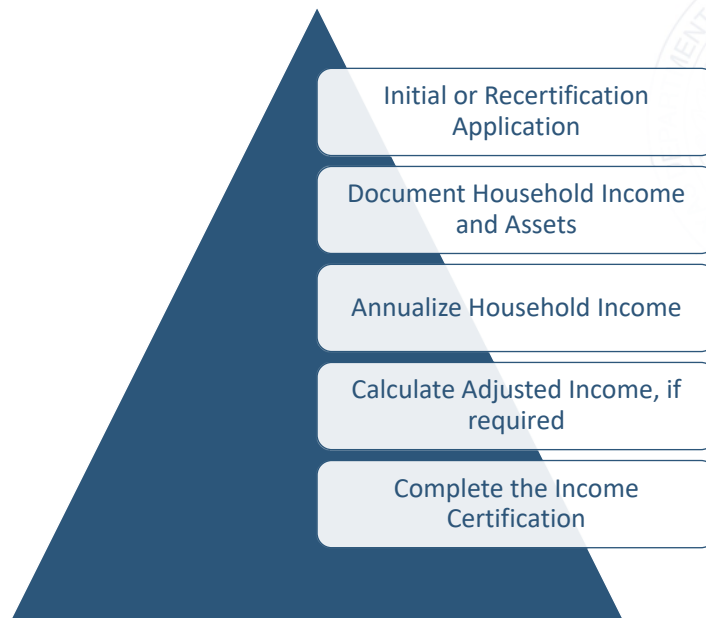 Initial or Recertification
Application
Document Household Income
and Assets
Annualize Household Income
Calculate Adjusted Income, if
required
Complete the Income
Certification